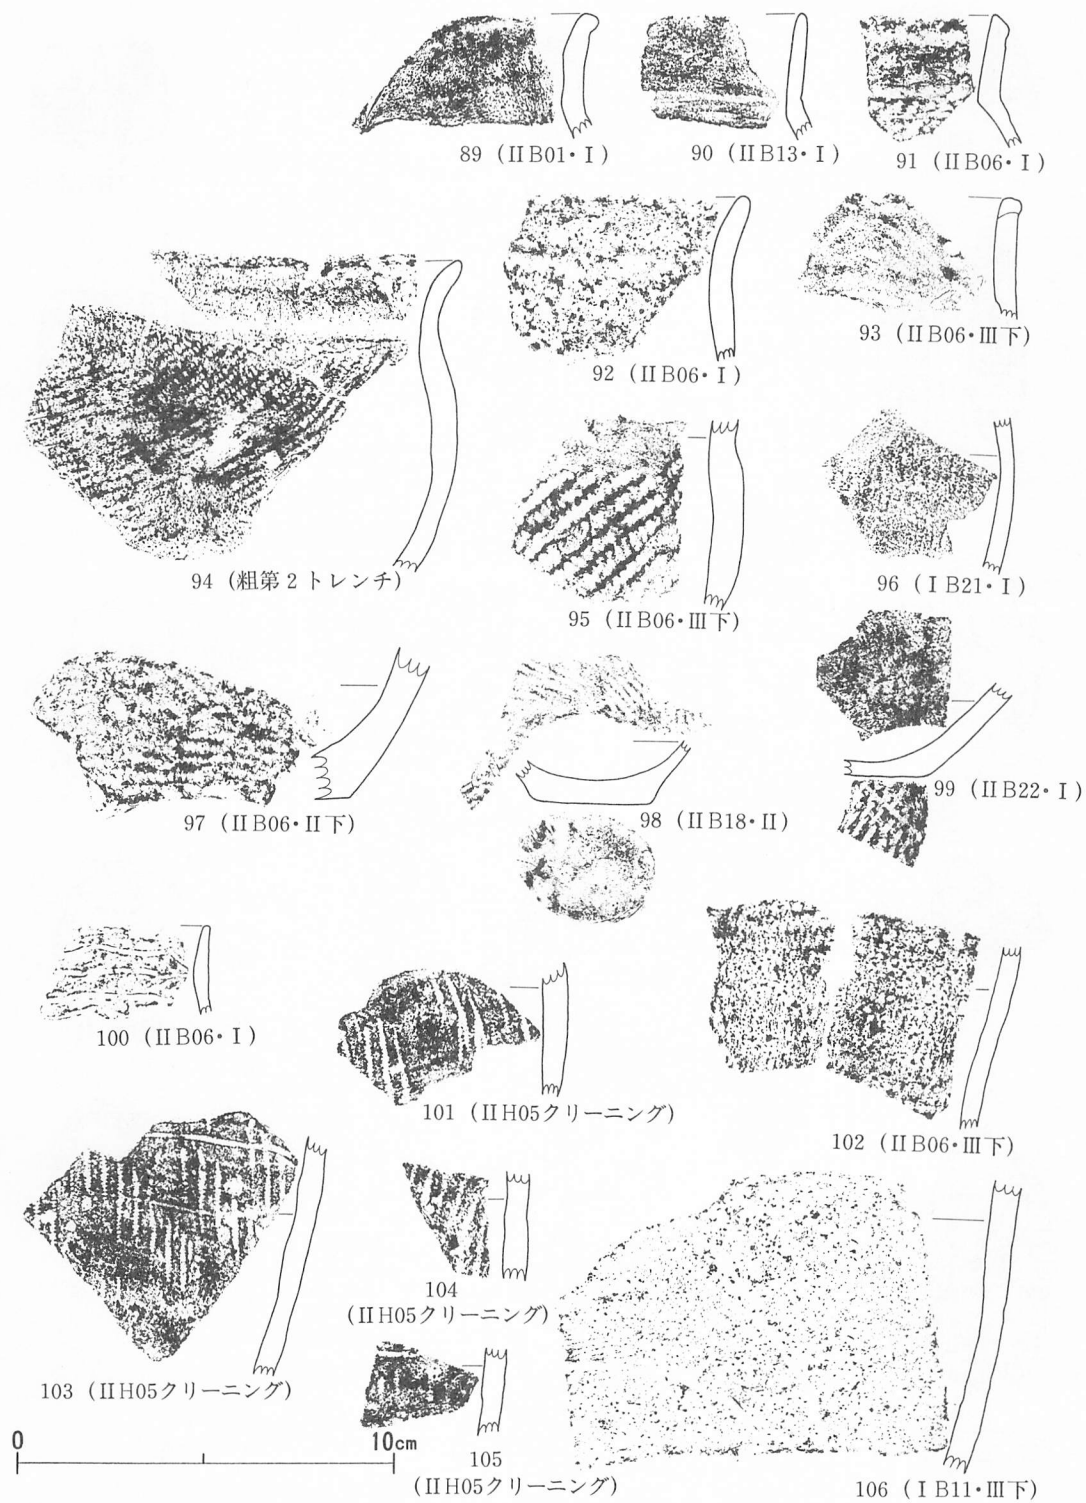 89 (ⅡB01・Ⅰ)
90 (ⅡB13・Ⅰ)
91 (ⅡB06・Ⅰ)
92 (ⅡB06・Ⅰ)
93 (ⅡB06・Ⅲ下)
94 (粗第2トレンチ)
95 (ⅡB06・Ⅲ下)
96 (ⅠB21・Ⅰ)
97 (ⅡB06・Ⅱ下)
98 (ⅡB18・Ⅱ)
99 (ⅡB22・Ⅰ)
100 (ⅡB06・Ⅰ)
101 (ⅡH05クリーニング)
102 (ⅡB06・Ⅲ下)
103 (ⅡH05クリーニング)
104
(ⅡH05クリーニング)
105
(ⅡH05クリーニング)
106 (ⅠB11・Ⅲ下)
0 10cm